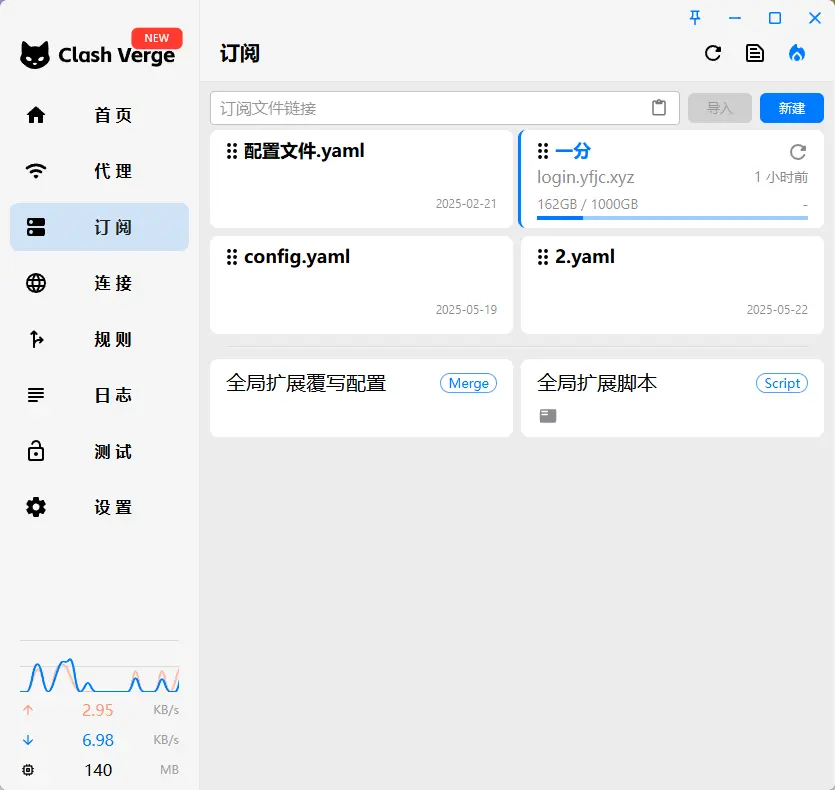 NEW
Clash Verge
首页
代理
订阅
连接
规则
日志
测试
设置
2.95 KB/s
6.98 KB/s
140 MB
订阅
订阅文件链接
导入
新建
配置文件.yaml
2025-02-21
一分
login.yfjc.xyz 1 小时前
162GB / 1000GB -
config.yaml
2025-05-19
2.yaml
2025-05-22
全局扩展覆写配置 Merge
全局扩展脚本 Script